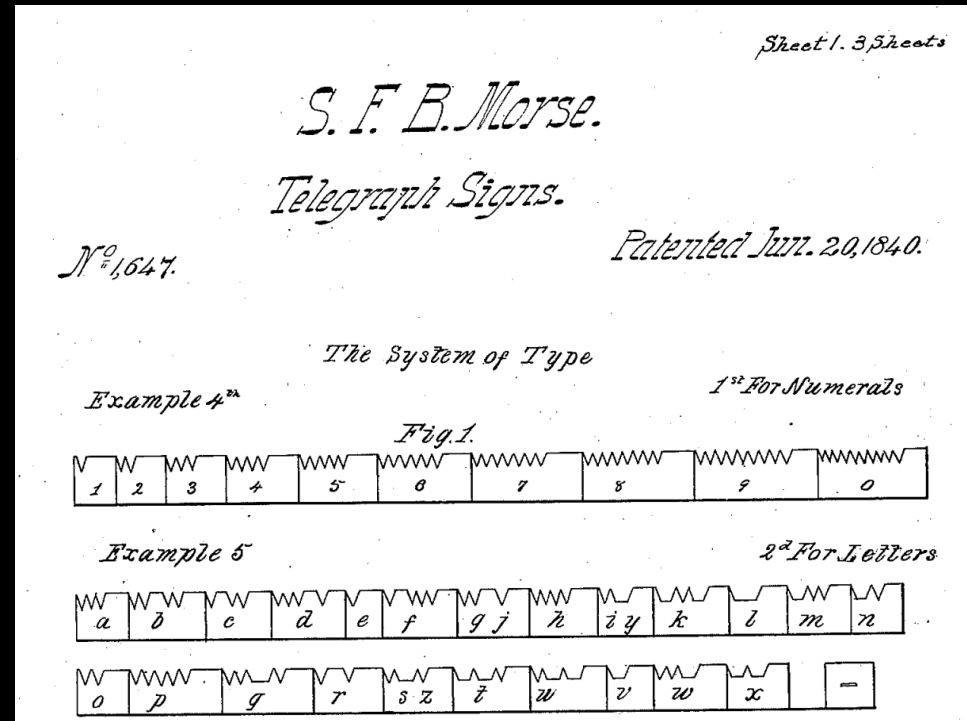 Sheet 1. 3 Sheets
S. F. B. Morse.
Telegraph Signs.
Nº 1,647.
Patented Jun. 20, 1840.
The System of Type
Example 4th
1st For Numerals
Fig. 1.
1 2 3 4 5 6 7 8 9 0
Example 5
2d For Letters
a b c d e f g j h i y k l m n
o p q r s z t u v w x -